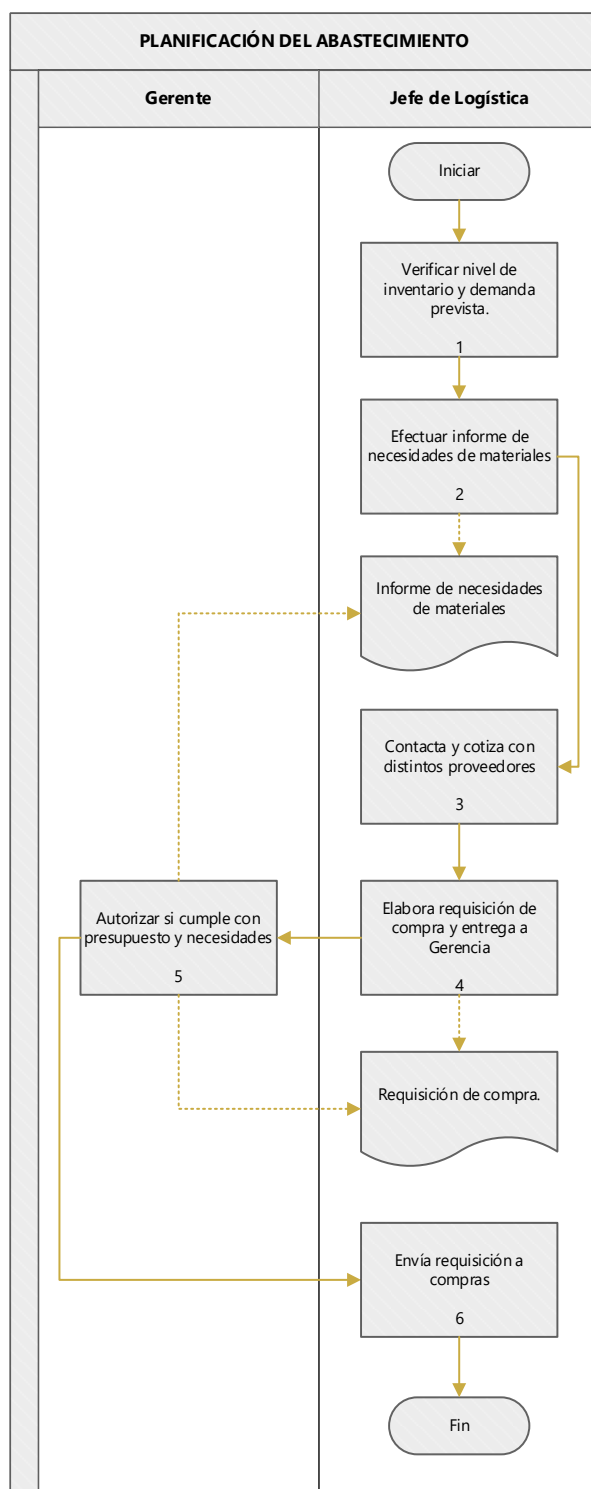 PLANIFICACIÓN DEL ABASTECIMIENTO
Gerente
Jefe de Logística
Iniciar
Verificar nivel de
inventario y demanda
prevista.
1
Efectuar informe de
necesidades de materiales
2
Informe de necesidades
de materiales
Contacta y cotiza con
distintos proveedores
3
Elabora requisición de
compra y entrega a
Gerencia
4
Autorizar si cumple con
presupuesto y necesidades
5
Requisición de compra.
Envía requisición a
compras
6
Fin